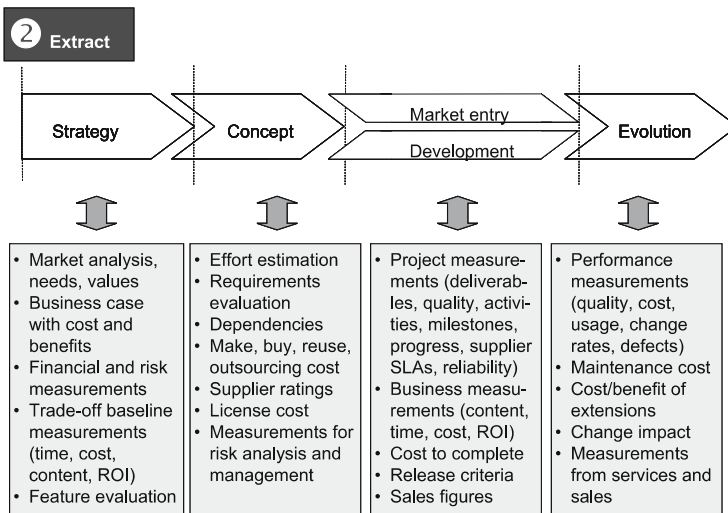 2 Extract
Strategy
Concept
Market entry
Development
Evolution
• Market analysis,
needs, values
• Business case
with cost and
benefits
• Financial and risk
measurements
• Trade-off baseline
measurements
(time, cost,
content, ROI)
• Feature evaluation
• Effort estimation
• Requirements
evaluation
• Dependencies
• Make, buy, reuse,
outsourcing cost
• Supplier ratings
• License cost
• Measurements for
risk analysis and
management
• Project measure-
ments (deliverab-
les, quality, activi-
ties, milestones,
progress, supplier
SLAs, reliability)
• Business measu-
rements (content,
time, cost, ROI)
• Cost to complete
• Release criteria
• Sales figures
• Performance
measurements
(quality, cost,
usage, change
rates, defects)
• Maintenance cost
• Cost/benefit of
extensions
• Change impact
• Measurements
from services and
sales